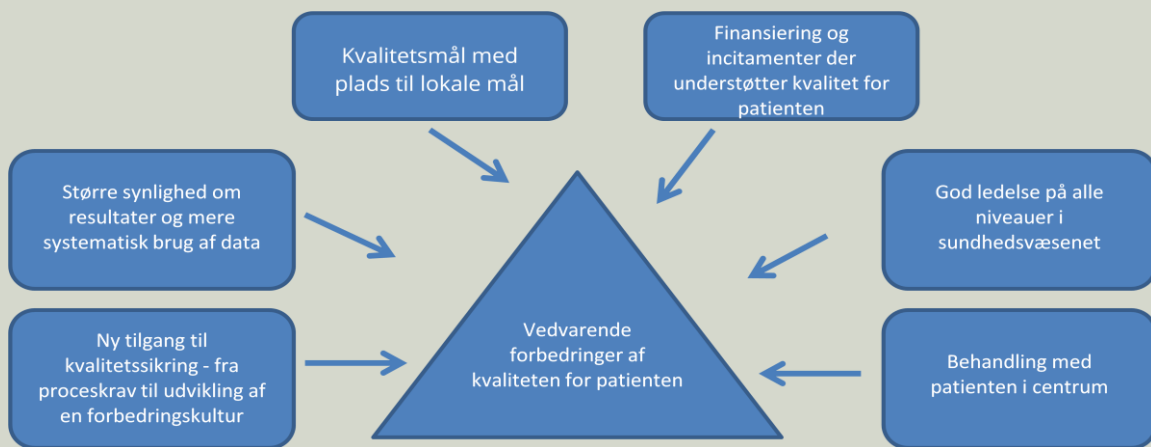 Kvalitetsmål med
plads til lokale mål
Finansiering og
incitamenter der
understøtter kvalitet for
patienten
Større synlighed om
resultater og mere
systematisk brug af data
God ledelse på alle
niveauer i
sundhedsvæsenet
Ny tilgang til
kvalitetssikring - fra
proceskrav til udvikling af
en forbedringskultur
Vedvarende
forbedringer af
kvaliteten for patienten
Behandling med
patienten i centrum